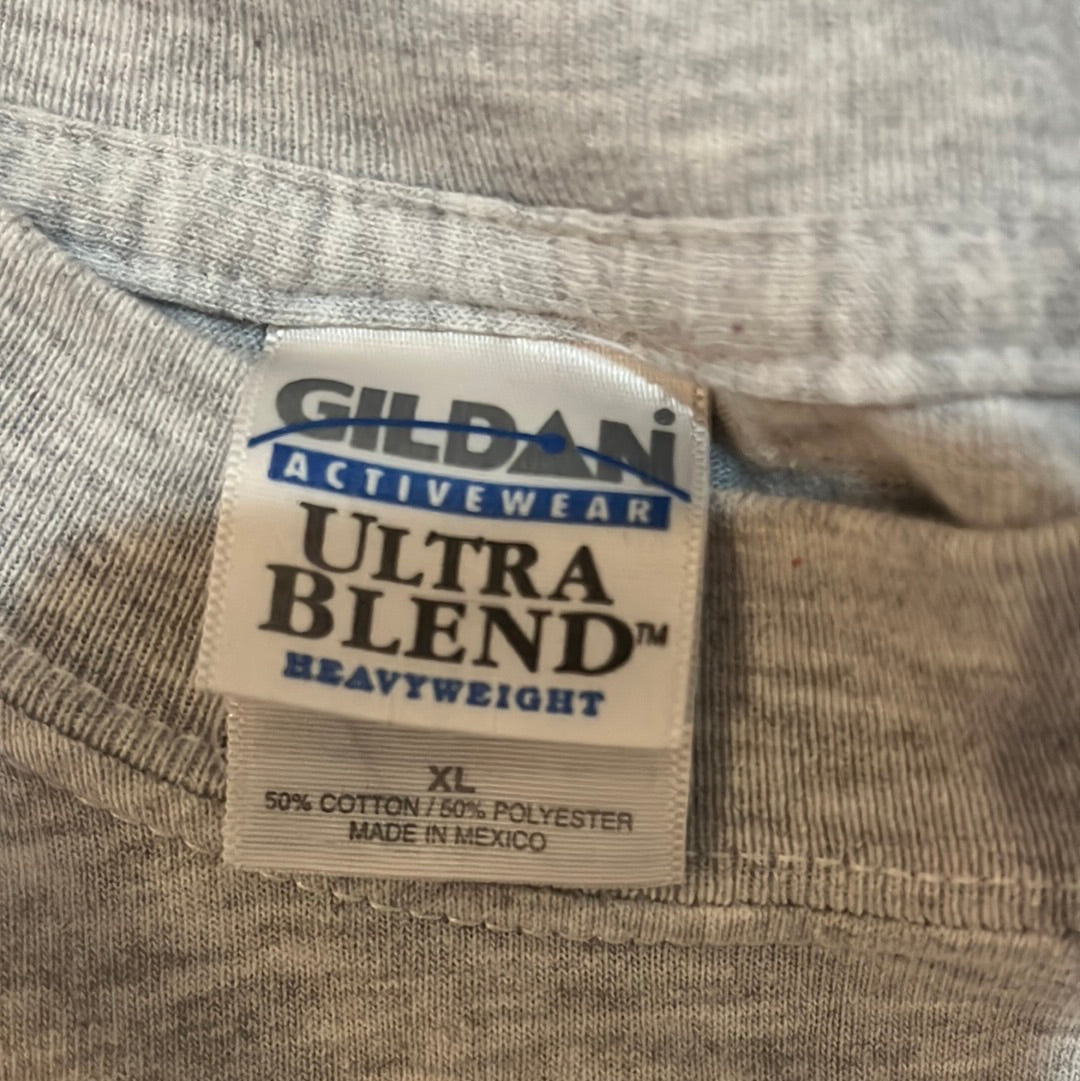 GILDAN
ACTIVEWEAR
ULTRA
BLEND™
HEAVYWEIGHT
XL
50% COTTON / 50% POLYESTER
MADE IN MEXICO